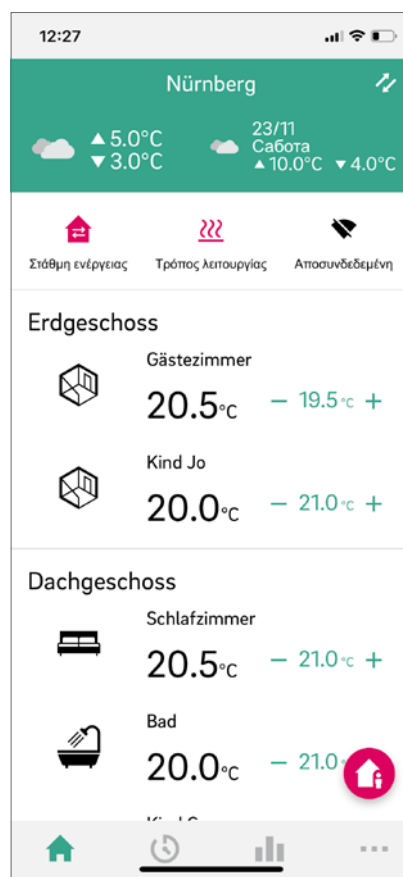 12:27
Nürnberg
▲ 5.0°C
▼ 3.0°C
23/11
Сабота
▲ 10.0°C ▼ 4.0°C
Στάθμη ενέργειας
Τρόπος λειτουργίας
Αποσυνδεδεμένη
Erdgeschoss
Gästezimmer
20.5°C − 19.5°C +
Kind Jo
20.0°C − 21.0°C +
Dachgeschoss
Schlafzimmer
20.5°C − 21.0°C +
Bad
20.0°C − 21.0